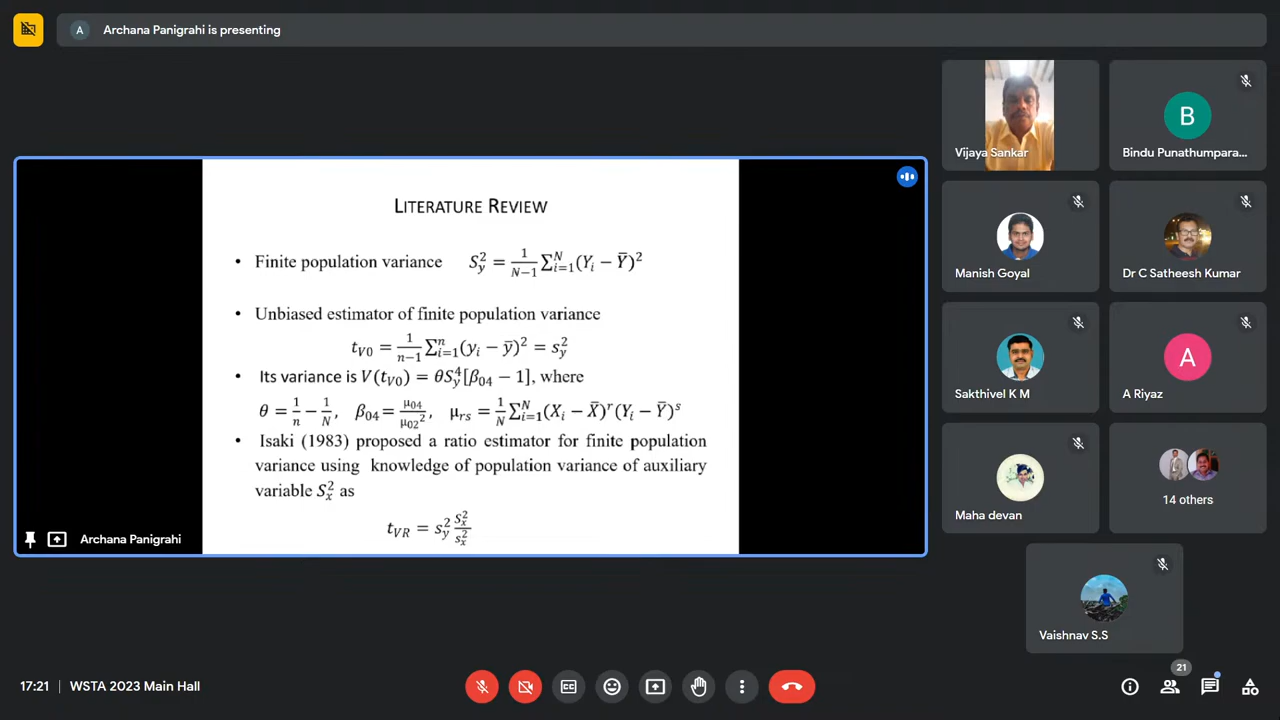 A Archana Panigrahi is presenting
LITERATURE REVIEW
• Finite population variance S_y^2 = 1/(N−1) ∑_{i=1}^N (Y_i − Ȳ)^2
• Unbiased estimator of finite population variance
t_{V0} = 1/(n−1) ∑_{i=1}^n (y_i − ȳ)^2 = s_y^2
• Its variance is V(t_{V0}) = θS_y^4[β_{04} − 1], where
θ = 1/n − 1/N, β_{04} = μ_{04}/μ_{02}^2, μ_{rs} = 1/N ∑_{i=1}^N (X_i − X̄)^r (Y_i − Ȳ)^s
• Isaki (1983) proposed a ratio estimator for finite population
variance using knowledge of population variance of auxiliary
variable S_x^2 as
t_{VR} = s_y^2 S_x^2/s_x^2
Archana Panigrahi
Vijaya Sankar
B
Bindu Punathumpara...
Manish Goyal
Dr C Satheesh Kumar
Sakthivel K M
A
A Riyaz
Maha devan
14 others
Vaishnav S.S
17:21 | WSTA 2023 Main Hall
21